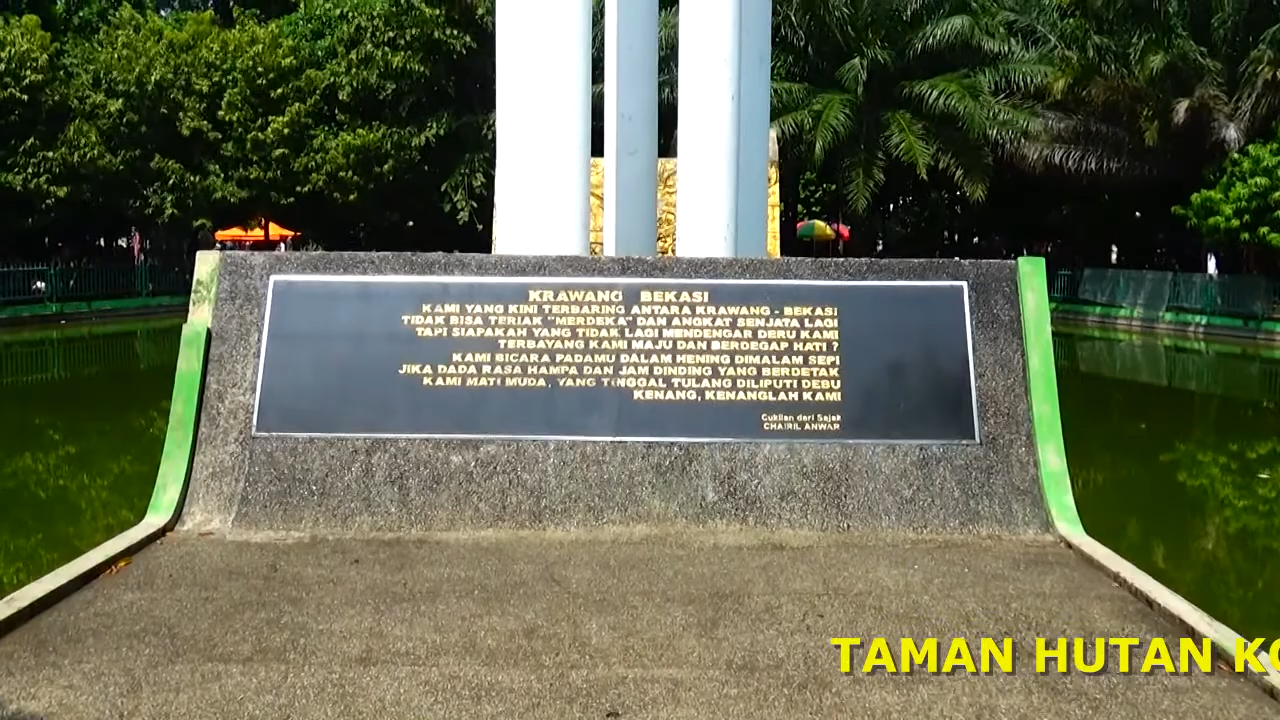 KRAWANG BEKASI
KAMI YANG KINI TERBARING ANTARA KRAWANG - BEKASI
TIDAK BISA TERIAK "MERDEKA" DAN ANGKAT SENJATA LAGI
TAPI SIAPAKAH YANG TIDAK LAGI MENDENGAR DERU KAMI
TERBAYANG KAMI MAJU DAN BERDEGAP HATI ?
KAMI BICARA PADAMU DALAM HENING DIMALAM SEPI
JIKA DADA RASA HAMPA DAN JAM DINDING YANG BERDETAK
KAMI MATI MUDA, YANG TINGGAL TULANG DILIPUTI DEBU
KENANG, KENANGLAH KAMI
Cuklian dari Sajak
CHAIRIL ANWAR
TAMAN HUTAN KO